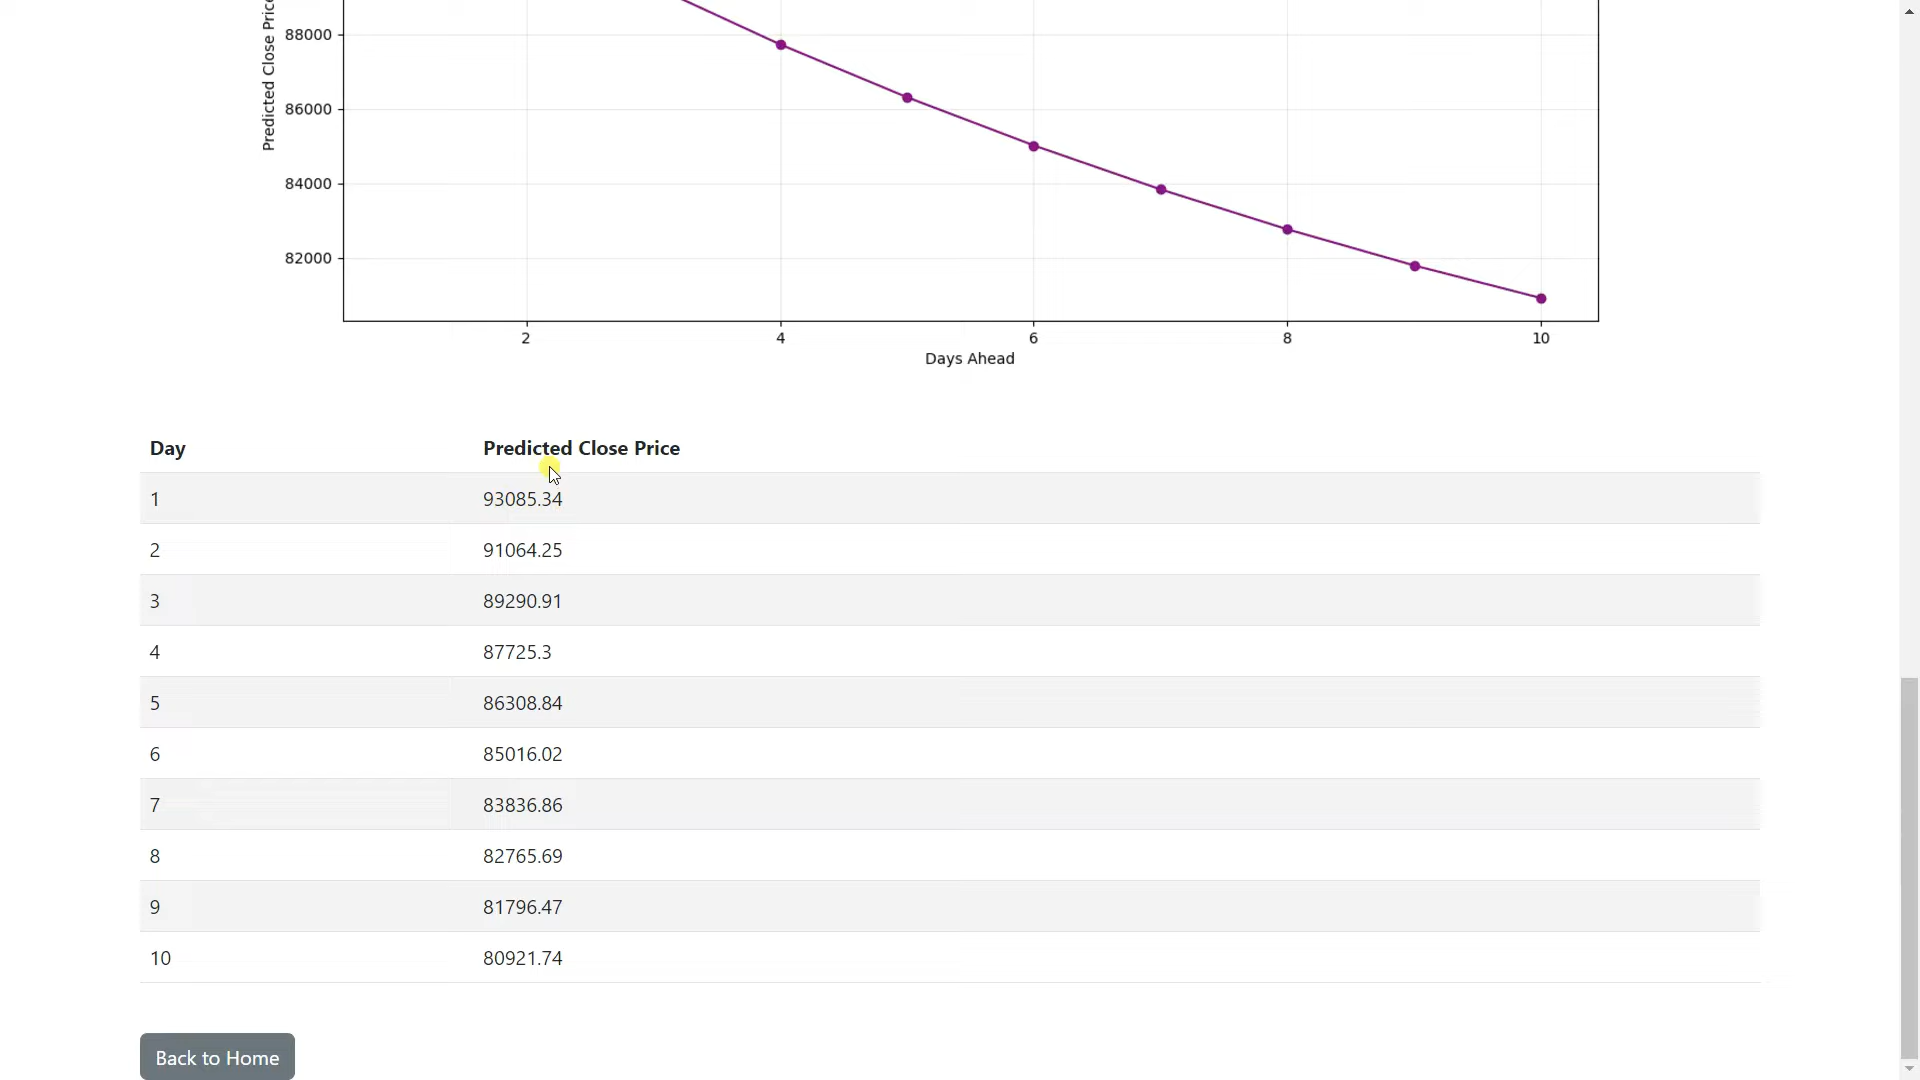 Predicted Close Price
88000
86000
84000
82000
2 4 6 8 10
Days Ahead
Day Predicted Close Price
1 93085.34
2 91064.25
3 89290.91
4 87725.3
5 86308.84
6 85016.02
7 83836.86
8 82765.69
9 81796.47
10 80921.74
Back to Home